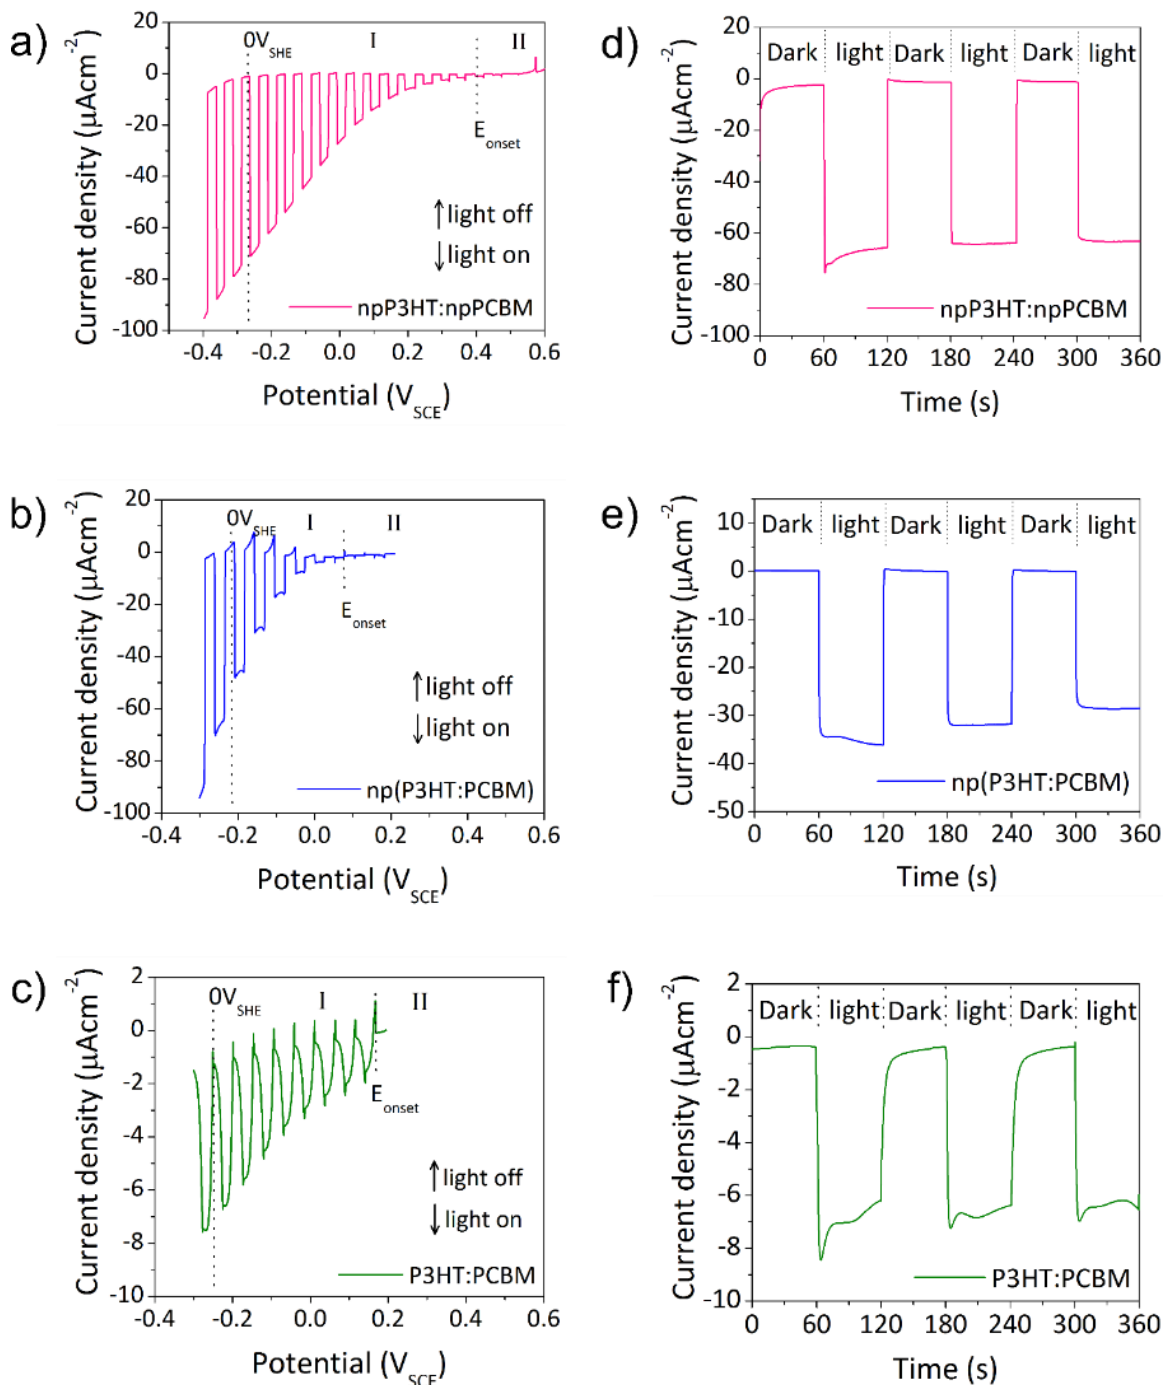 a)
Current density (μAcm⁻²)
20
0
-20
-40
-60
-80
-100
0V_SHE
I
II
E_onset
↑ light off
↓ light on
npP3HT:npPCBM
-0.4 -0.2 0.0 0.2 0.4 0.6
Potential (V_SCE)
d)
Current density (μAcm⁻²)
20
0
-20
-40
-60
-80
-100
Dark light Dark light Dark light
npP3HT:npPCBM
0 60 120 180 240 300 360
Time (s)
b)
Current density (μAcm⁻²)
20
0
-20
-40
-60
-80
-100
0V_SHE
I
II
E_onset
↑ light off
↓ light on
np(P3HT:PCBM)
-0.4 -0.2 0.0 0.2 0.4 0.6
Potential (V_SCE)
e)
Current density (μAcm⁻²)
10
0
-10
-20
-30
-40
-50
Dark light Dark light Dark light
np(P3HT:PCBM)
0 60 120 180 240 300 360
Time (s)
c)
Current density (μAcm⁻²)
2
0
-2
-4
-6
-8
-10
0V_SHE
I
II
E_onset
↑ light off
↓ light on
P3HT:PCBM
-0.4 -0.2 0.0 0.2 0.4 0.6
Potential (V_SCE)
f)
Current density (μAcm⁻²)
2
0
-2
-4
-6
-8
-10
Dark light Dark light Dark light
P3HT:PCBM
0 60 120 180 240 300 360
Time (s)